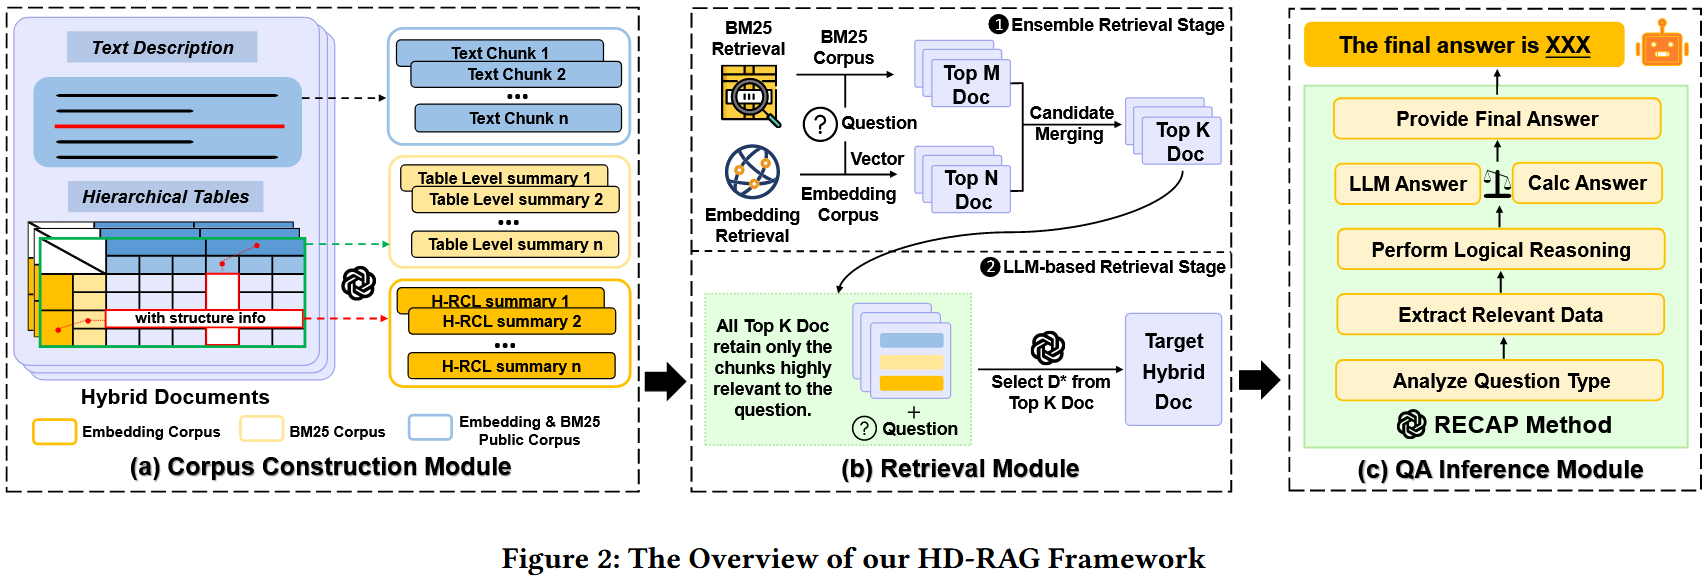 Text Description
Hierarchical Tables
with structure info
Hybrid Documents
Text Chunk 1
Text Chunk 2
•••
Text Chunk n
Table Level summary 1
Table Level summary 2
•••
Table Level summary n
H-RCL summary 1
H-RCL summary 2
•••
H-RCL summary n
Embedding Corpus
BM25 Corpus
Embedding & BM25
Public Corpus
(a) Corpus Construction Module
1 Ensemble Retrieval Stage
BM25
Retrieval
BM25
Corpus
Top M
Doc
? Question
Candidate
Merging
Top K
Doc
Vector
Embedding
Corpus
Top N
Doc
Embedding
Retrieval
2 LLM-based Retrieval Stage
All Top K Doc
retain only the
chunks highly
relevant to the
question.
+
? Question
Select D* from
Top K Doc
Target
Hybrid
Doc
(b) Retrieval Module
The final answer is XXX
Provide Final Answer
LLM Answer
Calc Answer
Perform Logical Reasoning
Extract Relevant Data
Analyze Question Type
RECAP Method
(c) QA Inference Module
Figure 2: The Overview of our HD-RAG Framework